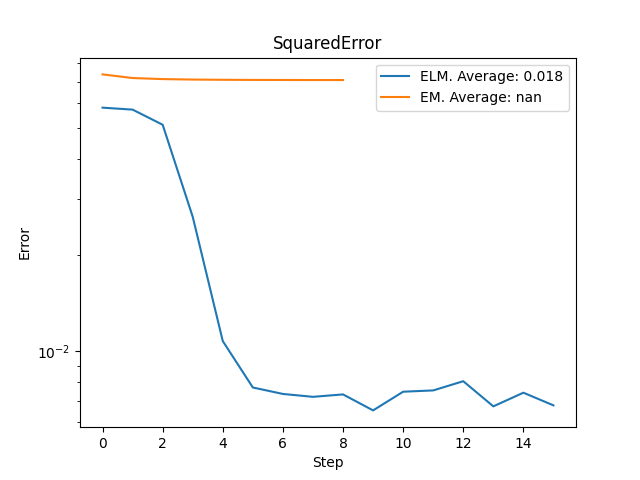 SquaredError
ELM. Average: 0.018
EM. Average: nan
Error
10⁻²
0 2 4 6 8 10 12 14
Step